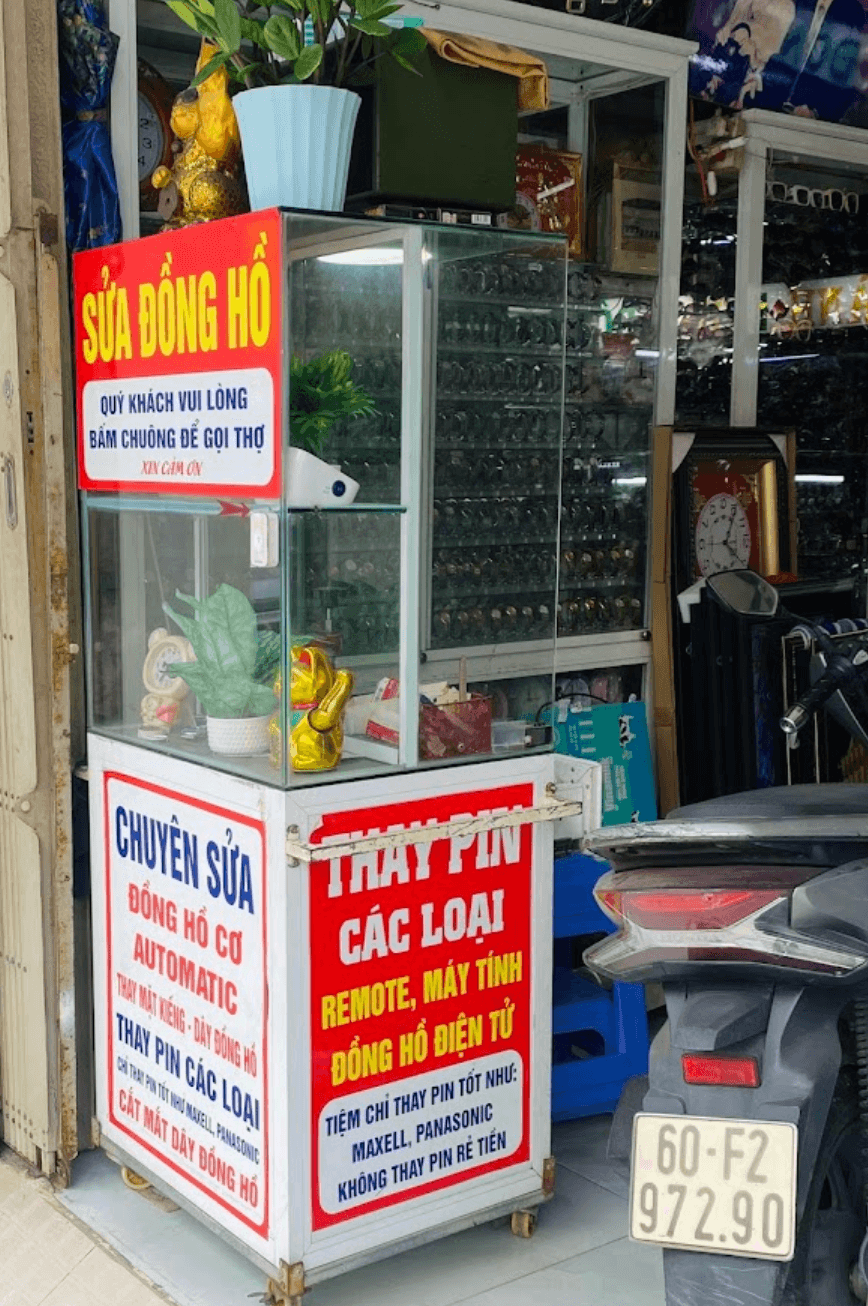 SỬA ĐỒNG HỒ
QUÝ KHÁCH VUI LÒNG
BẤM CHUÔNG ĐỂ GỌI THỢ
XIN CẢM ƠN
CHUYÊN SỬA
ĐỒNG HỒ CƠ
AUTOMATIC
THAY MẶT KIẾNG - DÂY ĐỒNG HỒ
THAY PIN CÁC LOẠI
CHỈ THAY PIN TỐT NHƯ MAXELL, PANASONIC
CẮT MẮT DÂY ĐỒNG HỒ
THAY PIN
CÁC LOẠI
REMOTE, MÁY TÍNH
ĐỒNG HỒ ĐIỆN TỬ
TIỆM CHỈ THAY PIN TỐT NHƯ:
MAXELL, PANASONIC
KHÔNG THAY PIN RẺ TIỀN
Vinamilk
60-F2
972.90